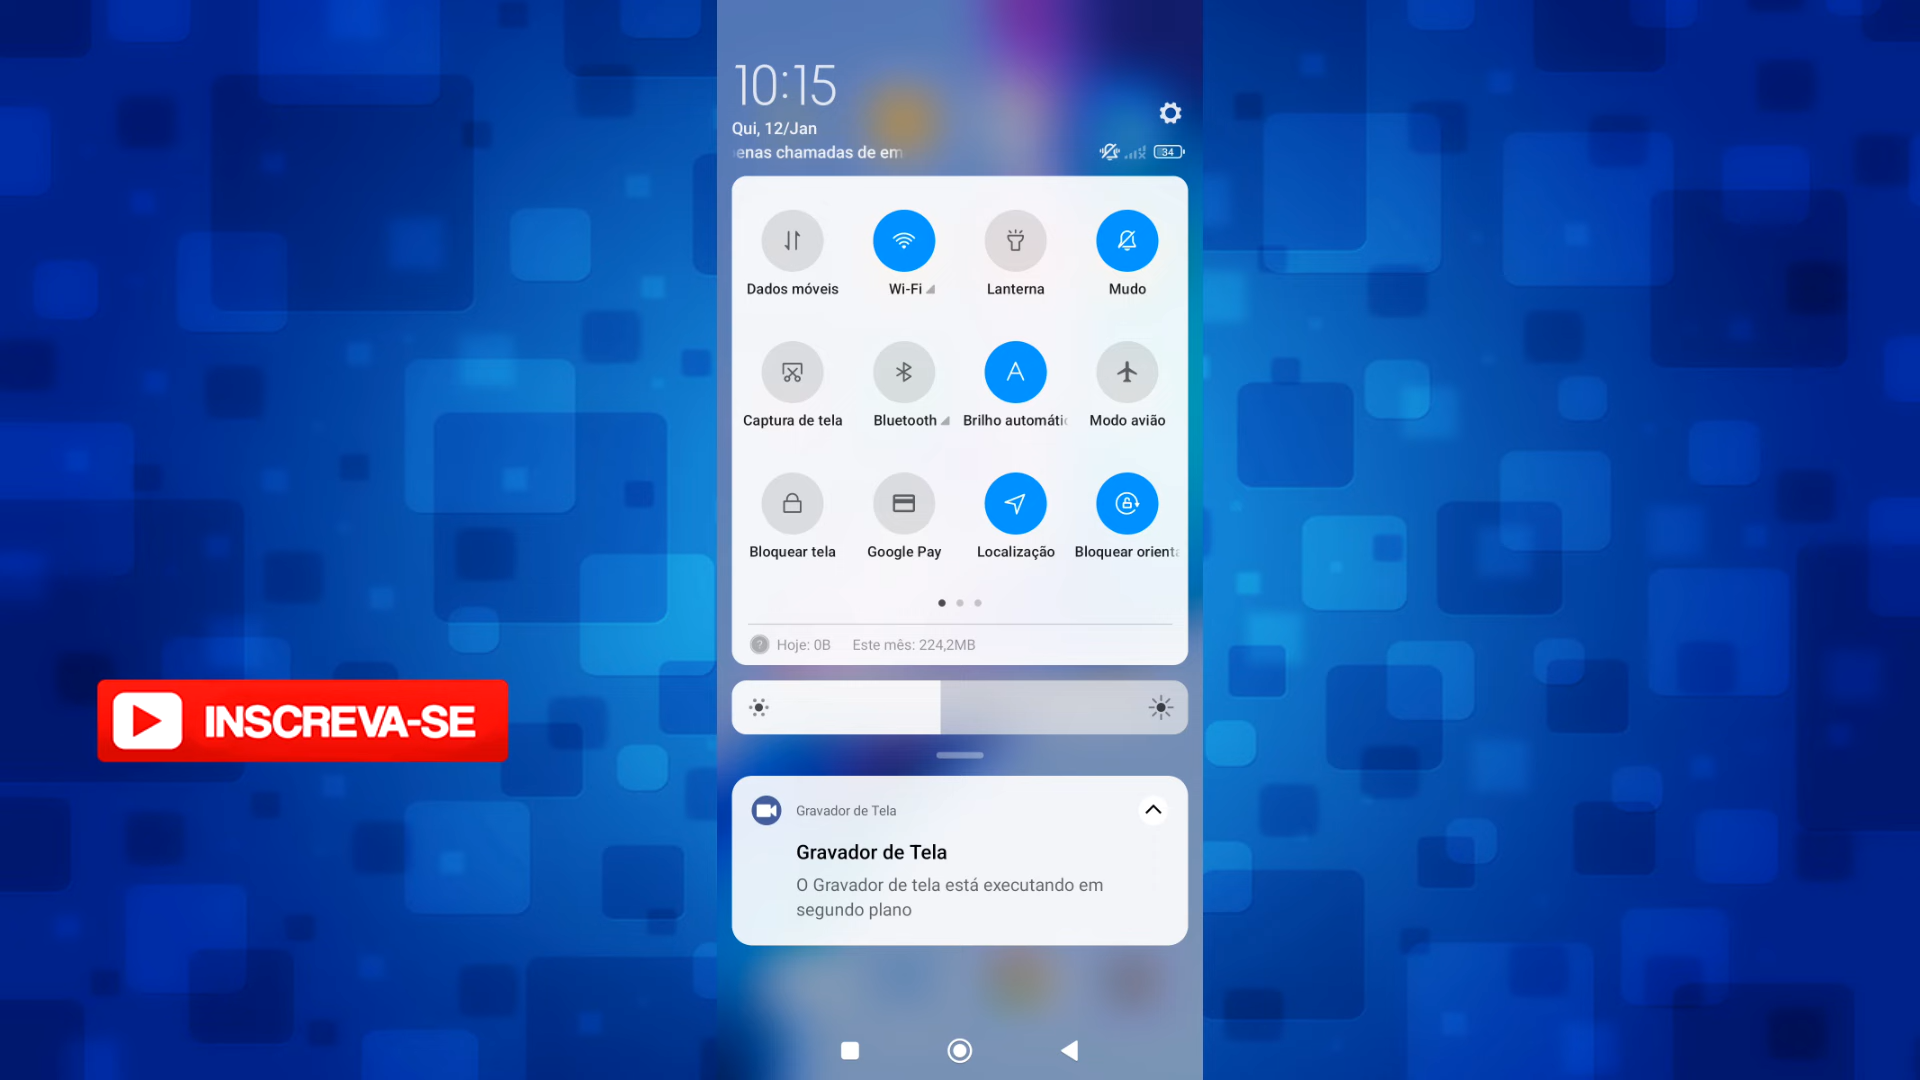 10:15
Qui, 12/Jan
enas chamadas de em
34
Dados móveis
Wi-Fi
Lanterna
Mudo
Captura de tela
Bluetooth
Brilho automátic
Modo avião
Bloquear tela
Google Pay
Localização
Bloquear orienta
? Hoje: 0B Este mês: 224,2MB
INSCREVA-SE
Gravador de Tela
Gravador de Tela
O Gravador de tela está executando em
segundo plano